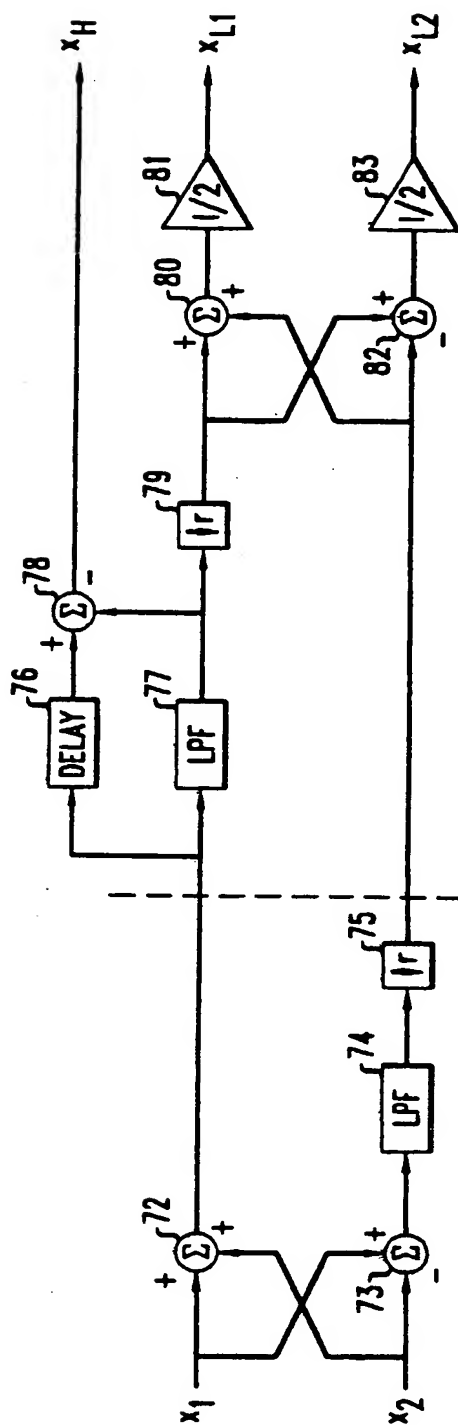 x_H
78
Σ
+
-
76
DELAY
77
LPF
79
↓r
80
Σ
+
+
81
1/2
x_L1
x_1
72
Σ
+
+
x_2
73
Σ
+
-
74
LPF
75
↓r
82
Σ
+
-
83
1/2
x_L2